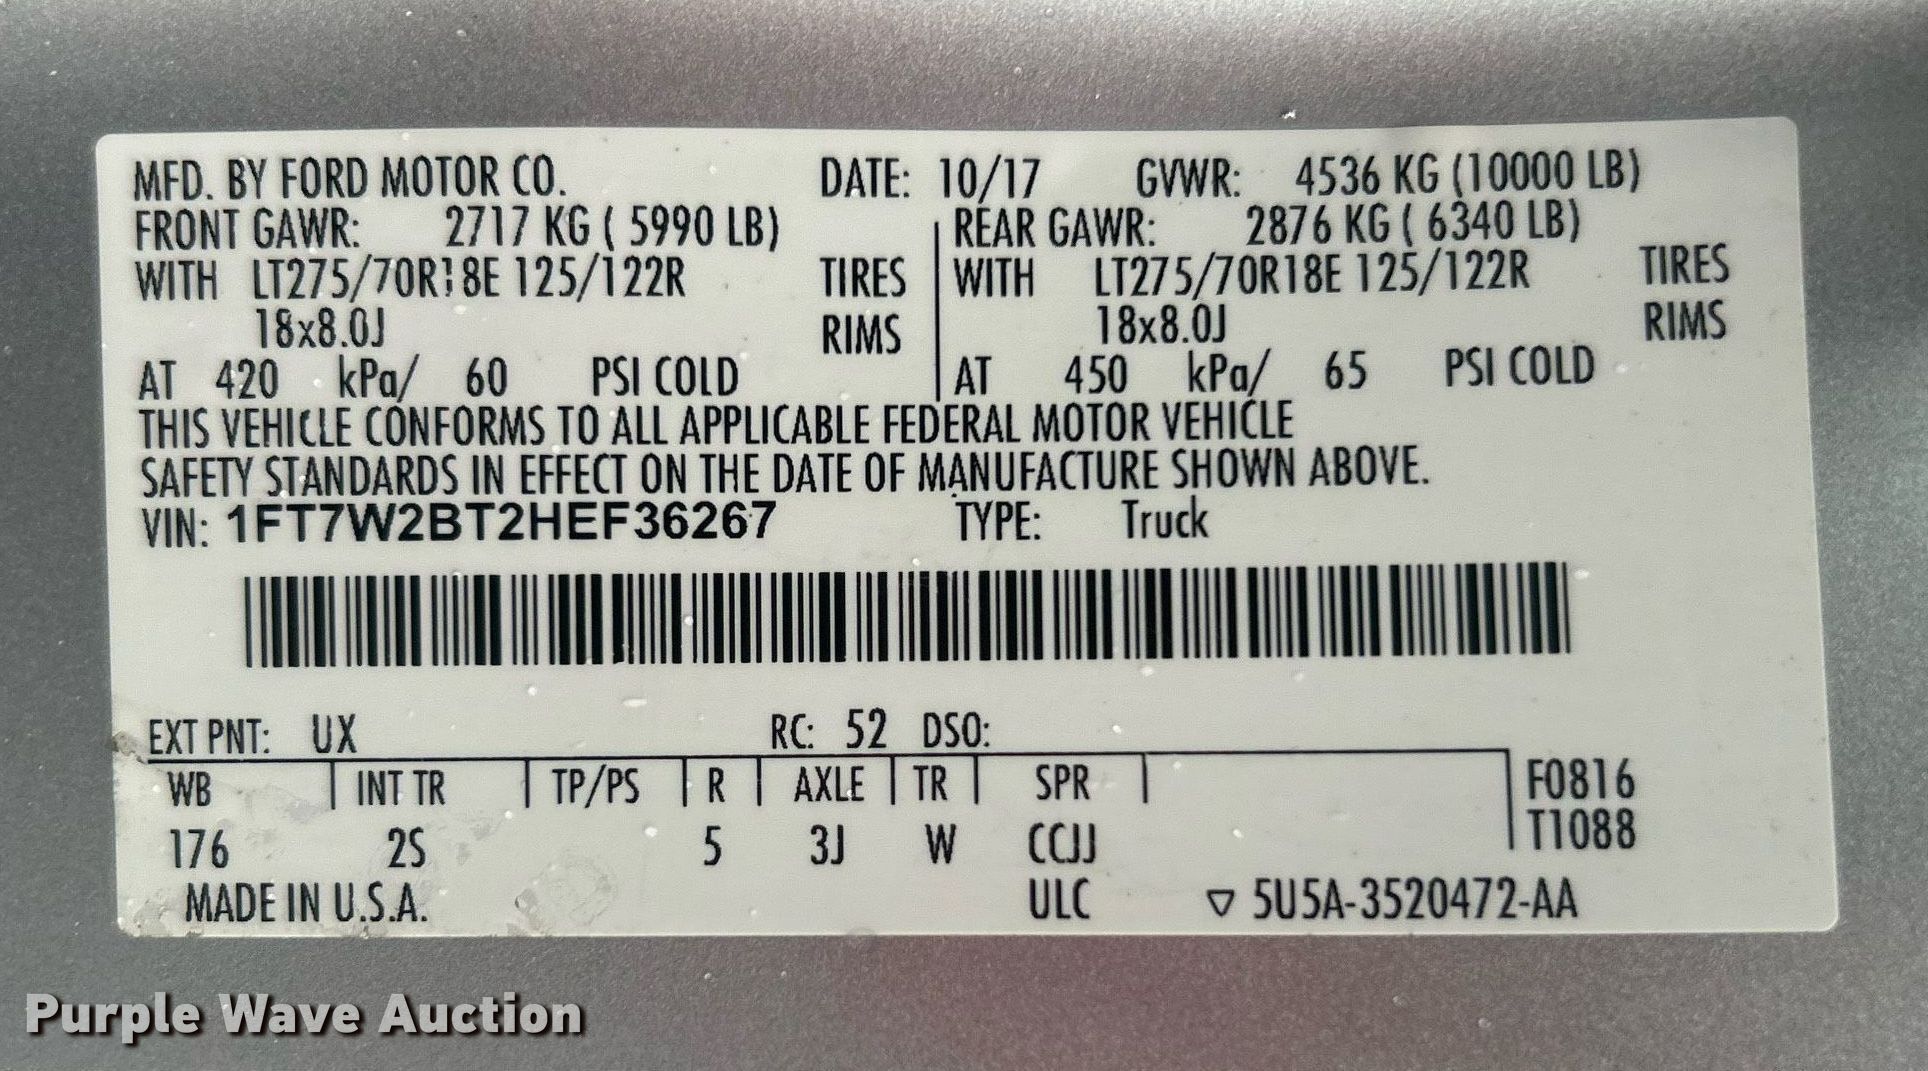 MFD. BY FORD MOTOR CO. DATE: 10/17 GVWR: 4536 KG (10000 LB)
FRONT GAWR: 2717 KG ( 5990 LB) REAR GAWR: 2876 KG ( 6340 LB)
WITH LT275/70R18E 125/122R TIRES WITH LT275/70R18E 125/122R TIRES
18x8.0J RIMS 18x8.0J RIMS
AT 420 kPa/ 60 PSI COLD AT 450 kPa/ 65 PSI COLD
THIS VEHICLE CONFORMS TO ALL APPLICABLE FEDERAL MOTOR VEHICLE
SAFETY STANDARDS IN EFFECT ON THE DATE OF MANUFACTURE SHOWN ABOVE.
VIN: 1FT7W2BT2HEF36267 TYPE: Truck
EXT PNT: UX RC: 52 DSO:
WB INT TR TP/PS R AXLE TR SPR F0816
T1088
176 2S 5 3J W CCJJ
MADE IN U.S.A. ULC ▽ 5U5A-3520472-AA
Purple Wave Auction